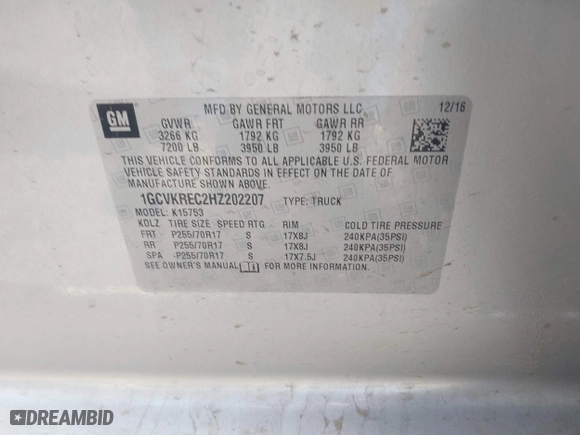 GM
MFD BY GENERAL MOTORS LLC 12/16
GVWR GAWR FRT GAWR RR
3266 KG 1792 KG 1792 KG
7200 LB 3950 LB 3950 LB
THIS VEHICLE CONFORMS TO ALL APPLICABLE U.S. FEDERAL MOTOR
VEHICLE SAFETY STANDARDS IN EFFECT ON THE DATE OF
MANUFACTURE SHOWN ABOVE.
1GCVKREC2HZ202207 TYPE: TRUCK
MODEL: K15753
KDLZ TIRE SIZE SPEED RTG RIM COLD TIRE PRESSURE
FRT P255/70R17 S 17X8J 240KPA(35PSI)
RR P255/70R17 S 17X8J 240KPA(35PSI)
SPA P255/70R17 S 17X7.5J 240KPA(35PSI)
SEE OWNER'S MANUAL FOR MORE INFORMATION.
DREAMBID